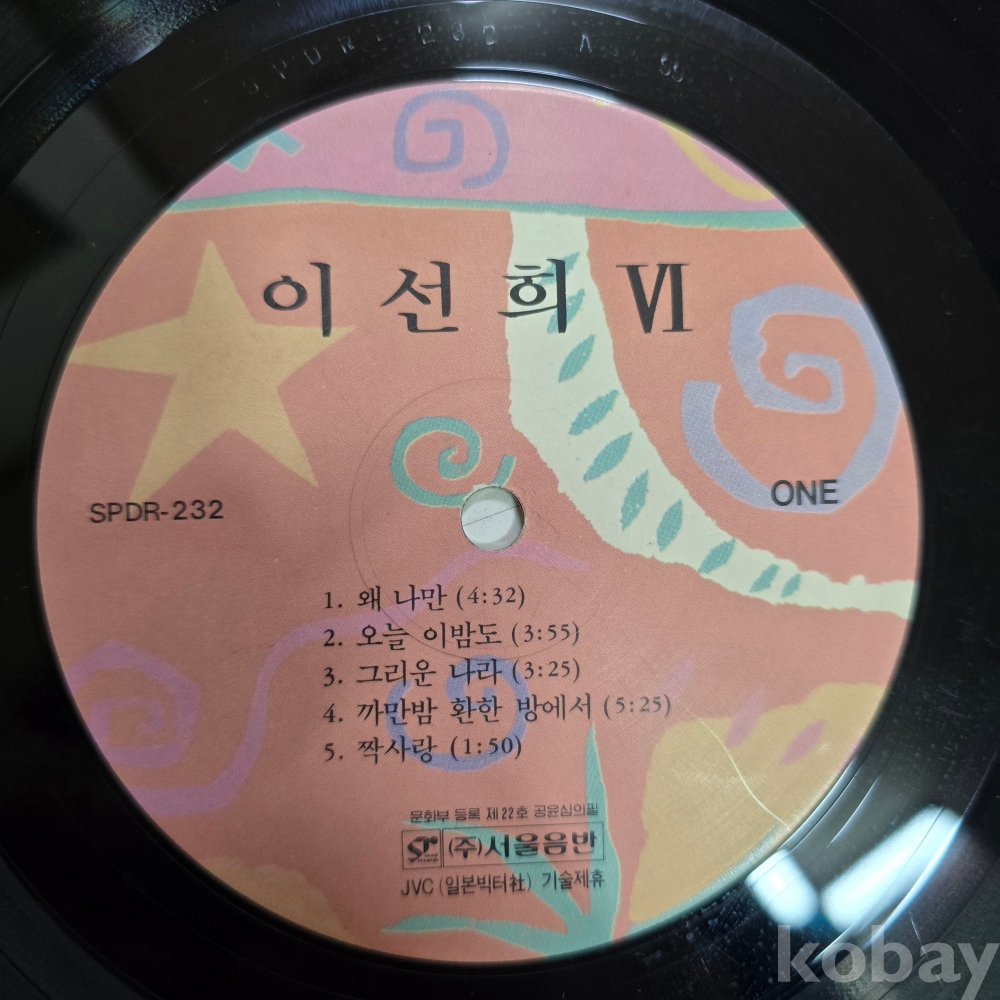 SPDR-232 A
이선희 VI
SPDR-232
ONE
1. 왜 나만 (4:32)
2. 오늘 이밤도 (3:55)
3. 그리운 나라 (3:25)
4. 까만밤 환한 방에서 (5:25)
5. 짝사랑 (1:50)
문화부 등록 제22호 공윤심의필
(주)서울음반
JVC (일본빅터社) 기술제휴
kobay